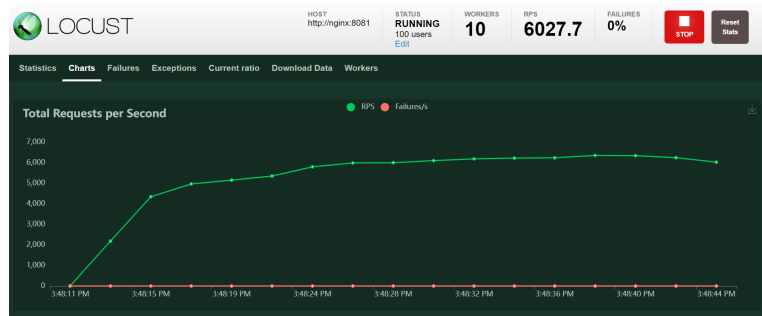 LOCUST
HOST
http://nginx:8081
STATUS
RUNNING
100 users
Edit
WORKERS
10
RPS
6027.7
FAILURES
0%
STOP
Reset
Stats
Statistics Charts Failures Exceptions Current ratio Download Data Workers
Total Requests per Second
RPS Failures/s
7,000
6,000
5,000
4,000
3,000
2,000
1,000
0
3:48:11 PM 3:48:15 PM 3:48:19 PM 3:48:24 PM 3:48:28 PM 3:48:32 PM 3:48:36 PM 3:48:40 PM 3:48:44 PM